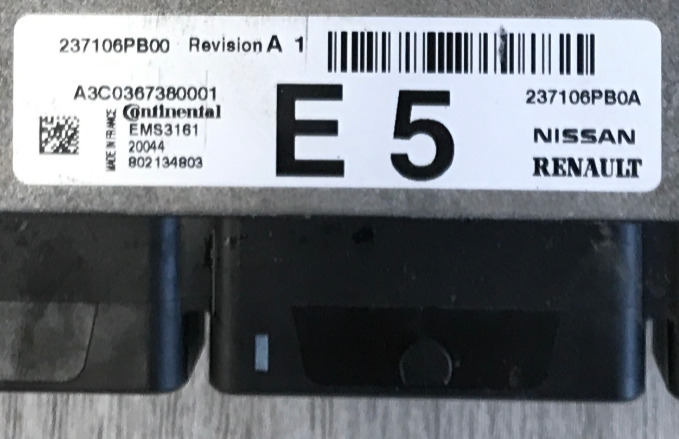 237106PB00 Revision A 1
A3C0367380001
Continental
EMS3161
20044
802134803
MADE IN FRANCE
E 5
237106PB0A
NISSAN
RENAULT